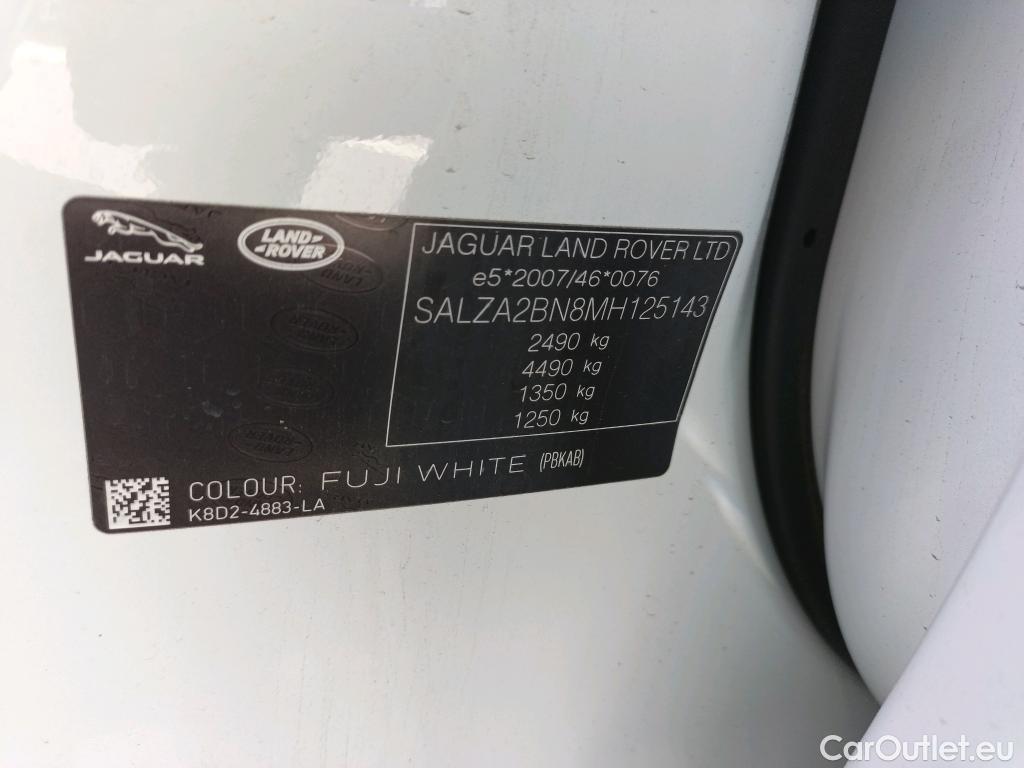 JAGUAR
LAND ROVER
JAGUAR LAND ROVER LTD
e5*2007/46*0076
SALZA2BN8MH125143
2490 kg
4490 kg
1350 kg
1250 kg
COLOUR: FUJI WHITE (PBKAB)
K8D2-4883-LA
CarOutlet.eu